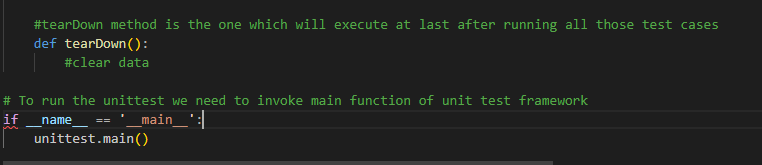 #tearDown method is the one which will execute at last after running all those test cases
def tearDown():
#clear data
# To run the unittest we need to invoke main function of unit test framework
if __name__ == '__main__':
unittest.main()